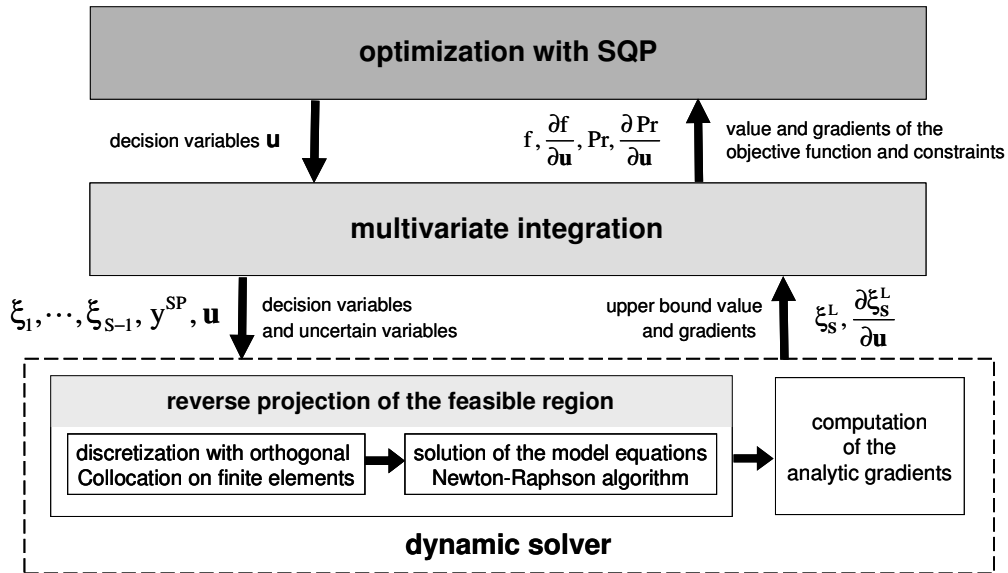 optimization with SQP
decision variables u
f, ∂f/∂u, Pr, ∂Pr/∂u
value and gradients of the
objective function and constraints
multivariate integration
ξ₁,⋯,ξ_{S−1}, y^{SP}, u
decision variables
and uncertain variables
upper bound value
and gradients
ξ_S^L, ∂ξ_S^L/∂u
reverse projection of the feasible region
discretization with orthogonal
Collocation on finite elements
solution of the model equations
Newton-Raphson algorithm
computation
of the
analytic gradients
dynamic solver